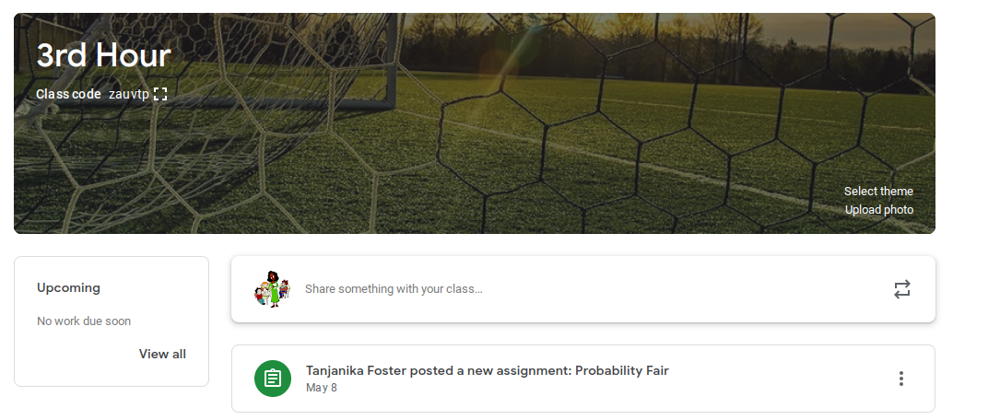 3rd Hour
Class code zauvtp
Select theme
Upload photo
Upcoming
No work due soon
View all
Share something with your class…
Tanjanika Foster posted a new assignment: Probability Fair
May 8